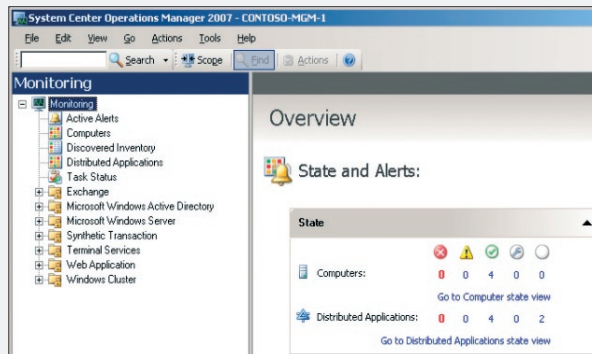 System Center Operations Manager 2007 - CONTOSO-MGM-1
File Edit View Go Actions Tools Help
Search Scope Find Actions
Monitoring
Monitoring
Active Alerts
Computers
Discovered Inventory
Distributed Applications
Task Status
Exchange
Microsoft Windows Active Directory
Microsoft Windows Server
Synthetic Transaction
Terminal Services
Web Application
Windows Cluster
Overview
State and Alerts:
State
Computers: 0 0 4 0 0
Go to Computer state view
Distributed Applications: 0 0 4 0 2
Go to Distributed Applications state view